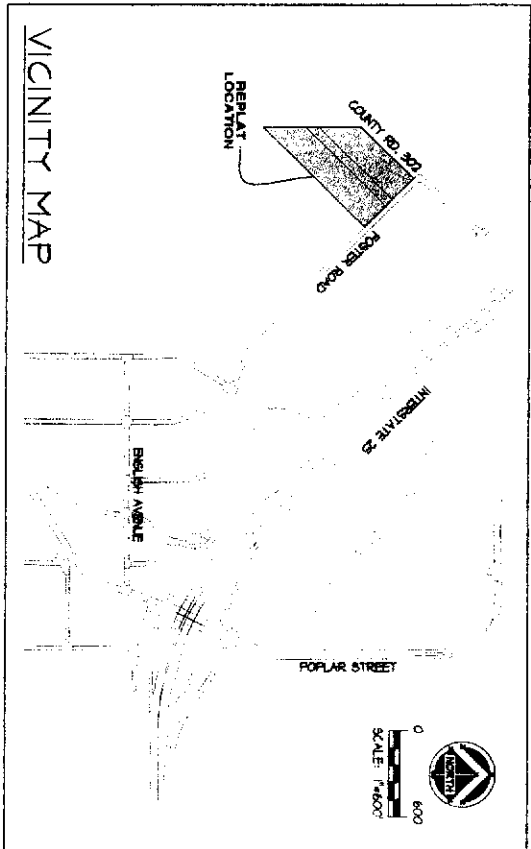 VICINITY MAP
REPLAT
LOCATION
COUNTY RD. 302
FOSTER ROAD
INTERSTATE 25
ENGLISH AVENUE
POPLAR STREET
0 600
SCALE: 1"=600'
NORTH